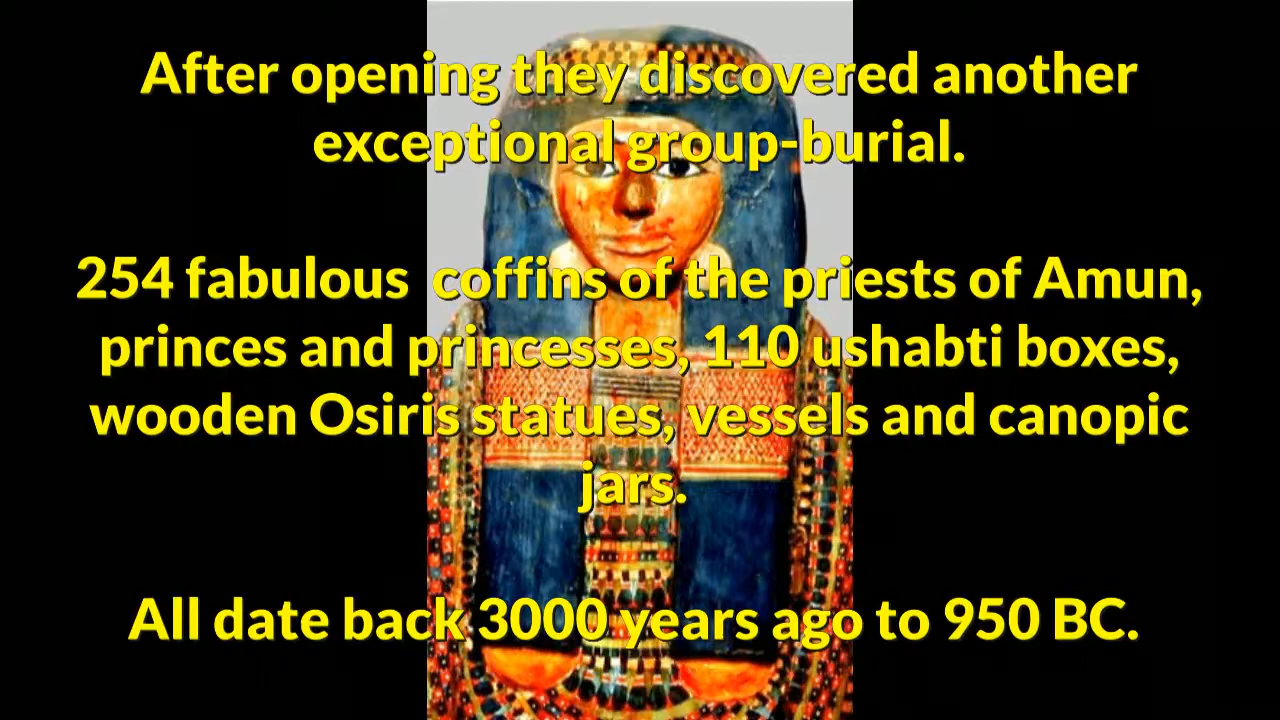 After opening they discovered another
exceptional group-burial.
254 fabulous  coffins of the priests of Amun,
princes and princesses, 110 ushabti boxes,
wooden Osiris statues, vessels and canopic
jars.
All date back 3000 years ago to 950 BC.